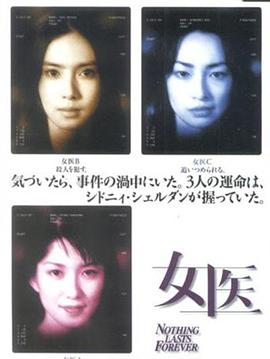 女医B
殺人を犯す。
女医C
追いつめられる。
気づいたら、事件の渦中にいた。3人の運命は、
シドニィ・シェルダンが握っていた。
女医
NOTHING
LASTS
FOREVER